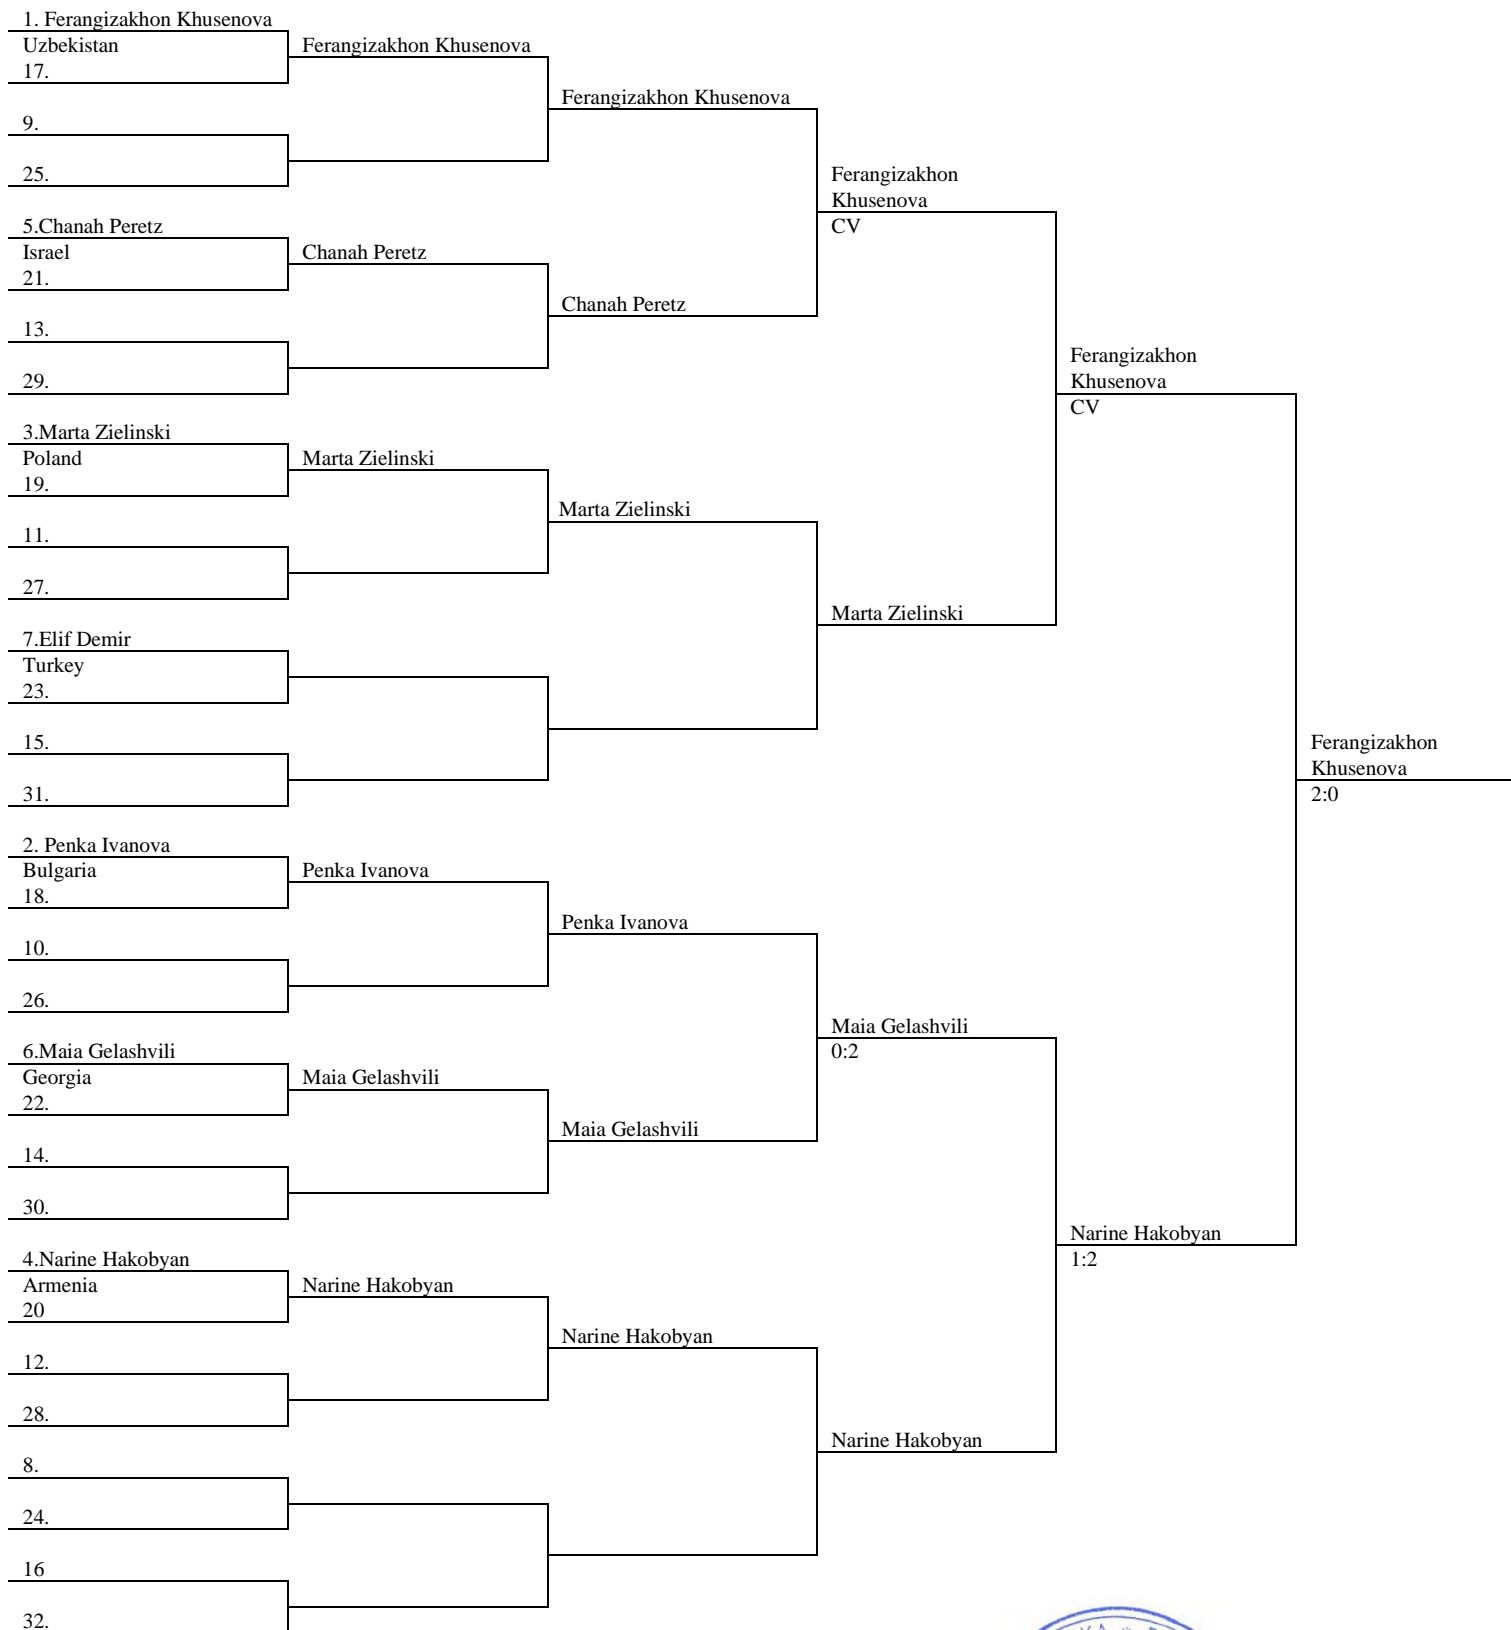 1. Ferangizakhon Khusenova
Uzbekistan
17.
9.
25.
5.Chanah Peretz
Israel
21.
13.
29.
3.Marta Zielinski
Poland
19.
11.
27.
7.Elif Demir
Turkey
23.
15.
31.
2. Penka Ivanova
Bulgaria
18.
10.
26.
6.Maia Gelashvili
Georgia
22.
14.
30.
4.Narine Hakobyan
Armenia
20
12.
28.
8.
24.
16
32.
Ferangizakhon Khusenova
Chanah Peretz
Marta Zielinski
Penka Ivanova
Maia Gelashvili
Narine Hakobyan
Ferangizakhon Khusenova
Chanah Peretz
Marta Zielinski
Penka Ivanova
Maia Gelashvili
Narine Hakobyan
Ferangizakhon
Khusenova
CV
Marta Zielinski
Maia Gelashvili
0:2
Narine Hakobyan
Ferangizakhon
Khusenova
CV
Narine Hakobyan
1:2
Ferangizakhon
Khusenova
2:0